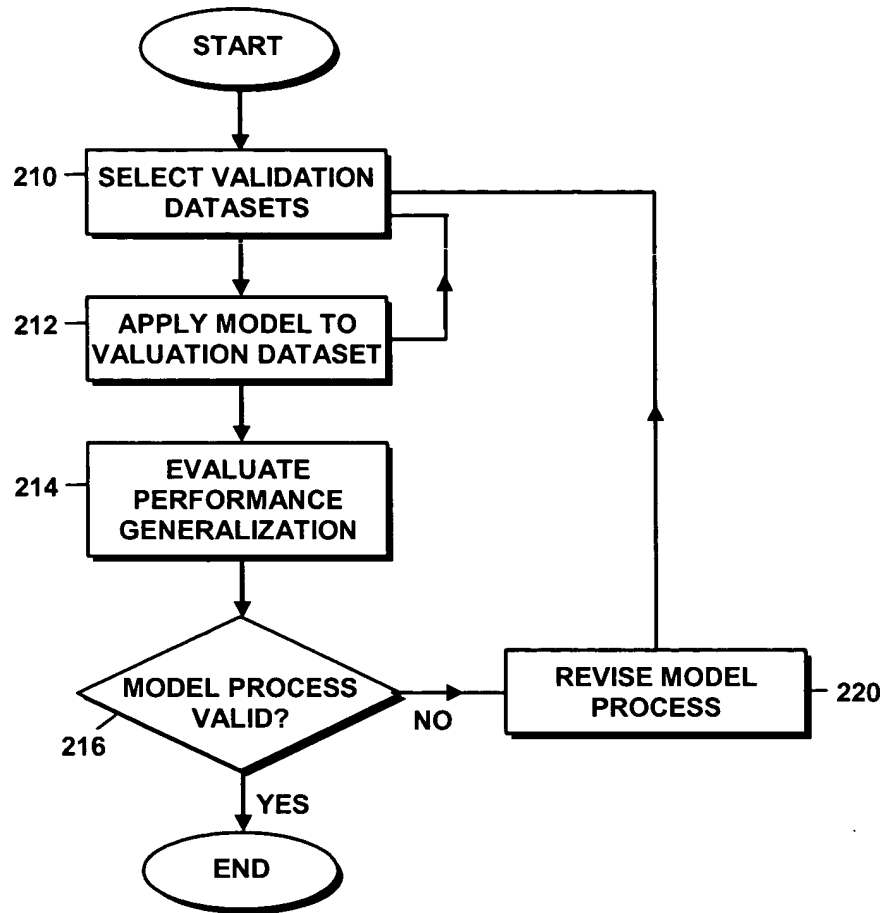 START
210
SELECT VALIDATION
DATASETS
212
APPLY MODEL TO
VALUATION DATASET
214
EVALUATE
PERFORMANCE
GENERALIZATION
MODEL PROCESS
VALID?
216
NO
REVISE MODEL
PROCESS
220
YES
END